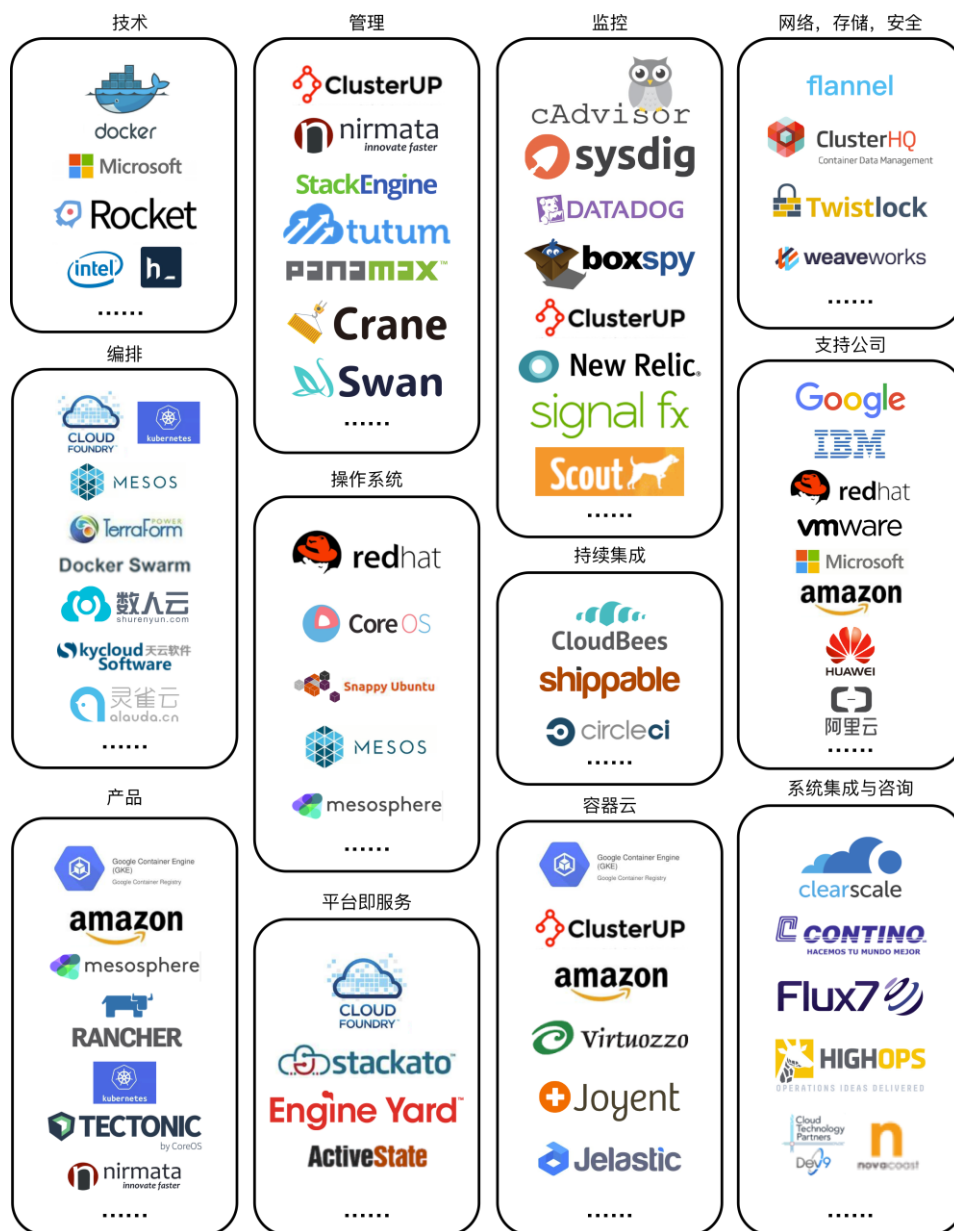 技术
docker
Microsoft
Rocket
intel
h_
......
管理
ClusterUP
nirmata
innovate faster
StackEngine
tutum
panamax™
Crane
Swan
......
监控
cAdvisor
sysdig
DATADOG
boxspy
ClusterUP
New Relic®
signal fx
Scout
......
网络，存储，安全
flannel
ClusterHQ
Container Data Management
Twistlock
weaveworks
......
编排
CLOUD FOUNDRY™
kubernetes
MESOS
POWER
TerraForm
Docker Swarm
数人云
shurenyun.com
Skycloud 天云软件
Software
灵雀云
alauda.cn
......
操作系统
redhat
CoreOS
Snappy Ubuntu
MESOS
mesosphere
......
持续集成
CloudBees
shippable
circleci
......
支持公司
Google
IBM
redhat
vmware
Microsoft
amazon
HUAWEI
阿里云
......
产品
Google Container Engine
(GKE)
Google Container Registry
amazon
mesosphere
RANCHER
kubernetes
TECTONIC
by CoreOS
nirmata
innovate faster
......
平台即服务
CLOUD
FOUNDRY™
stackato™
Engine Yard™
ActiveState
......
容器云
Google Container Engine
(GKE)
Google Container Registry
ClusterUP
amazon
Virtuozzo
Joyent
Jelastic
......
系统集成与咨询
clearscale
CONTINO
HACEMOS TU MUNDO MEJOR
Flux7
HIGHOPS
OPERATIONS IDEAS DELIVERED
Cloud
Technology
Partners
Dev9
n
novacoast
......